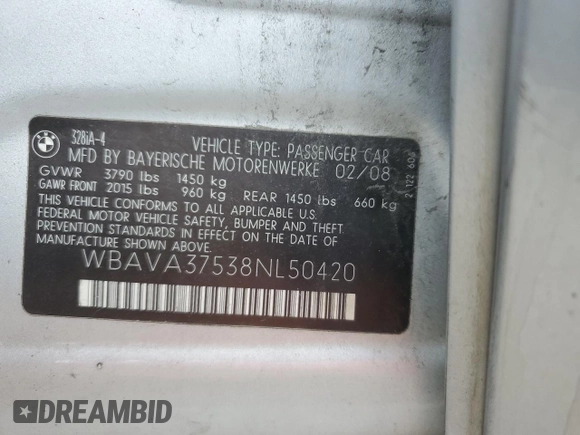 BMW
328iA-4
VEHICLE TYPE: PASSENGER CAR
MFD BY BAYERISCHE MOTORENWERKE 02/08
GVWR 3790 lbs 1450 kg
GAWR FRONT 2015 lbs 960 kg REAR 1450 lbs 660 kg
THIS VEHICLE CONFORMS TO ALL APPLICABLE U.S.
FEDERAL MOTOR VEHICLE SAFETY, BUMPER AND THEFT
PREVENTION STANDARDS IN EFFECT ON THE DATE OF
MANUFACTURE SHOWN ABOVE.
WBAVA37538NL50420
DREAMBID